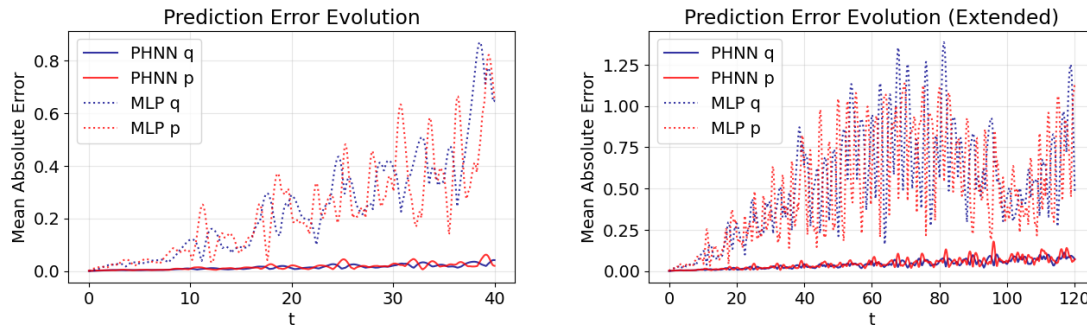 Prediction Error Evolution
Mean Absolute Error
0.8
0.6
0.4
0.2
0.0
PHNN q
PHNN p
MLP q
MLP p
0 10 20 30 40
t
Prediction Error Evolution (Extended)
Mean Absolute Error
1.25
1.00
0.75
0.50
0.25
0.00
PHNN q
PHNN p
MLP q
MLP p
0 20 40 60 80 100 120
t